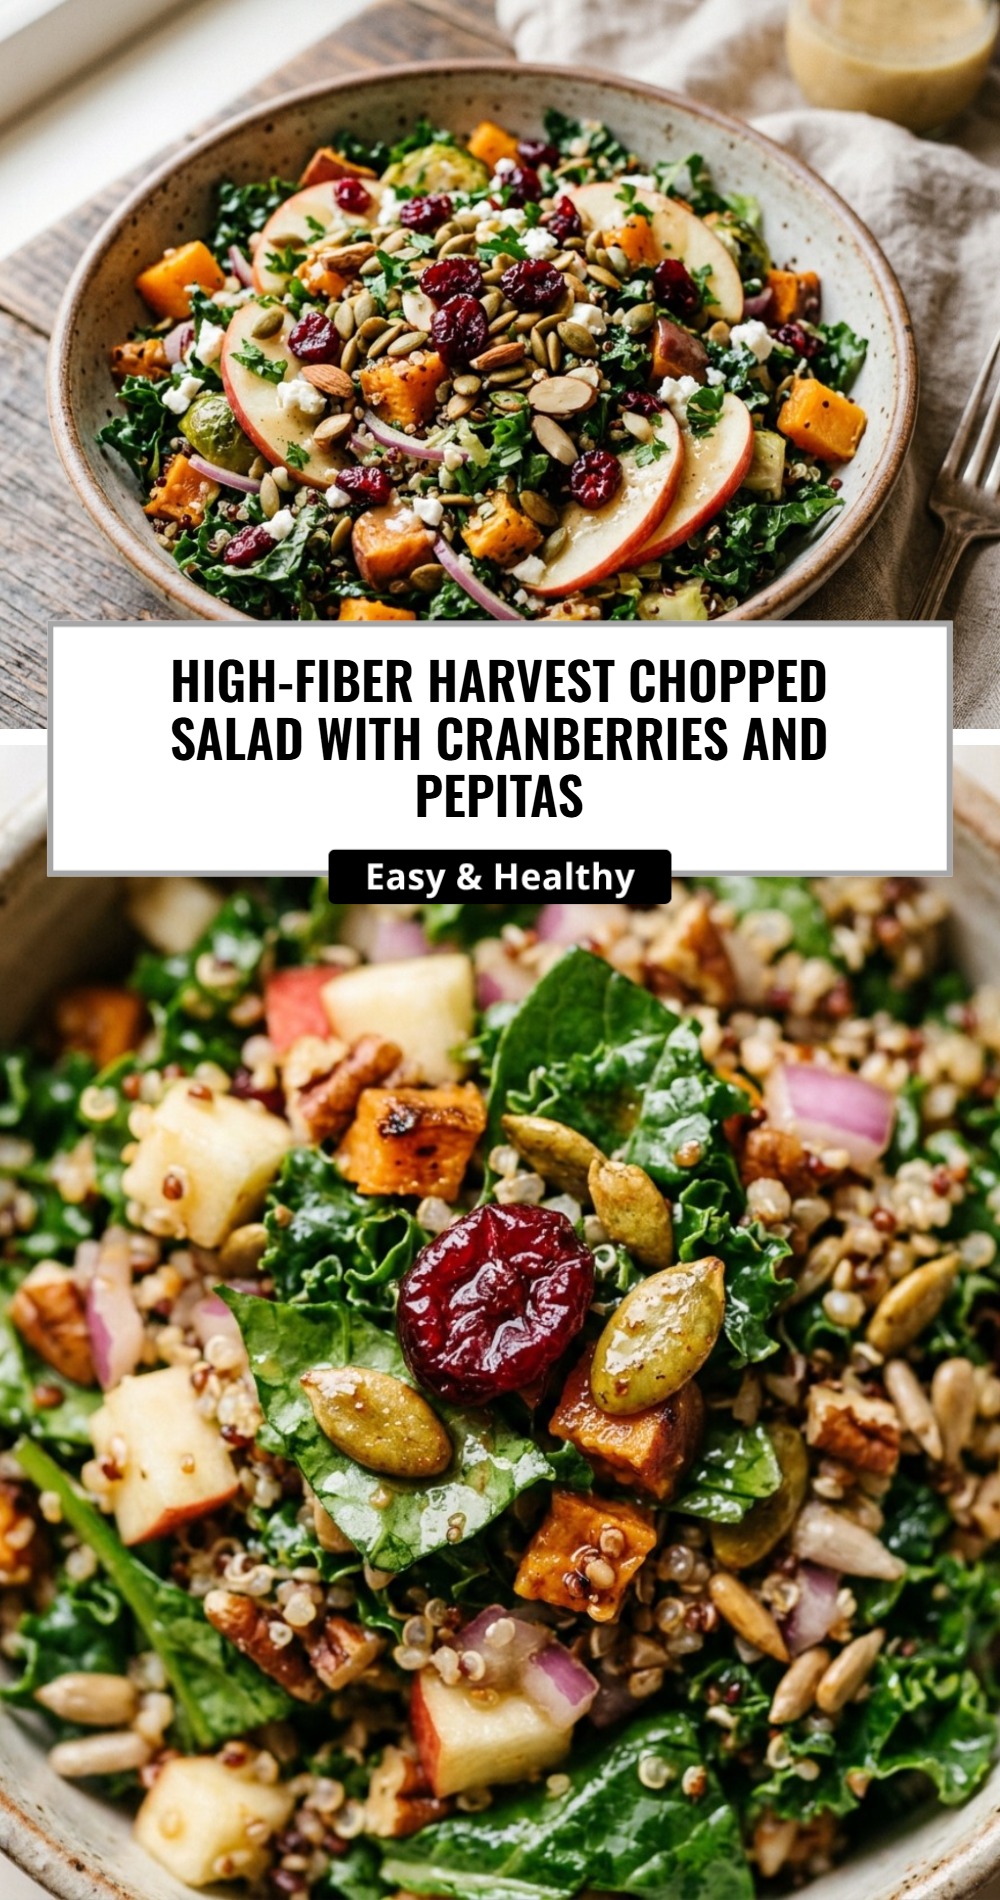 HIGH-FIBER HARVEST CHOPPED
SALAD WITH CRANBERRIES AND
PEPITAS
Easy & Healthy